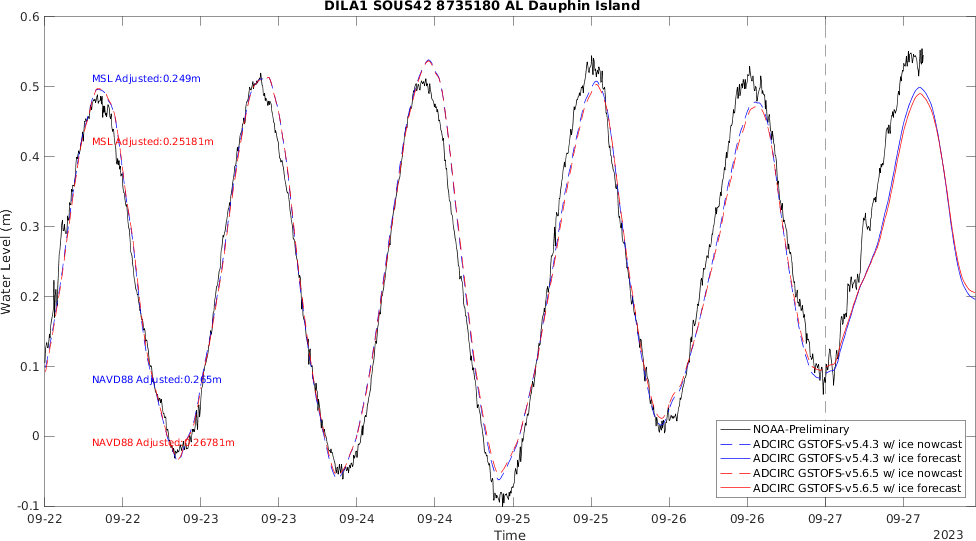 DILA1 SOUS42 8735180 AL Dauphin Island
0.6
0.5
0.4
0.3
0.2
0.1
0
-0.1
Water Level (m)
MSL Adjusted:0.249m
MSL Adjusted:0.25181m
NAVD88 Adjusted:0.265m
NAVD88 Adjusted:0.26781m
NOAA-Preliminary
ADCIRC GSTOFS-v5.4.3 w/ ice nowcast
ADCIRC GSTOFS-v5.4.3 w/ ice forecast
ADCIRC GSTOFS-v5.6.5 w/ ice nowcast
ADCIRC GSTOFS-v5.6.5 w/ ice forecast
09-22 09-22 09-23 09-23 09-24 09-24 09-25 09-25 09-26 09-26 09-27 09-27
Time
2023